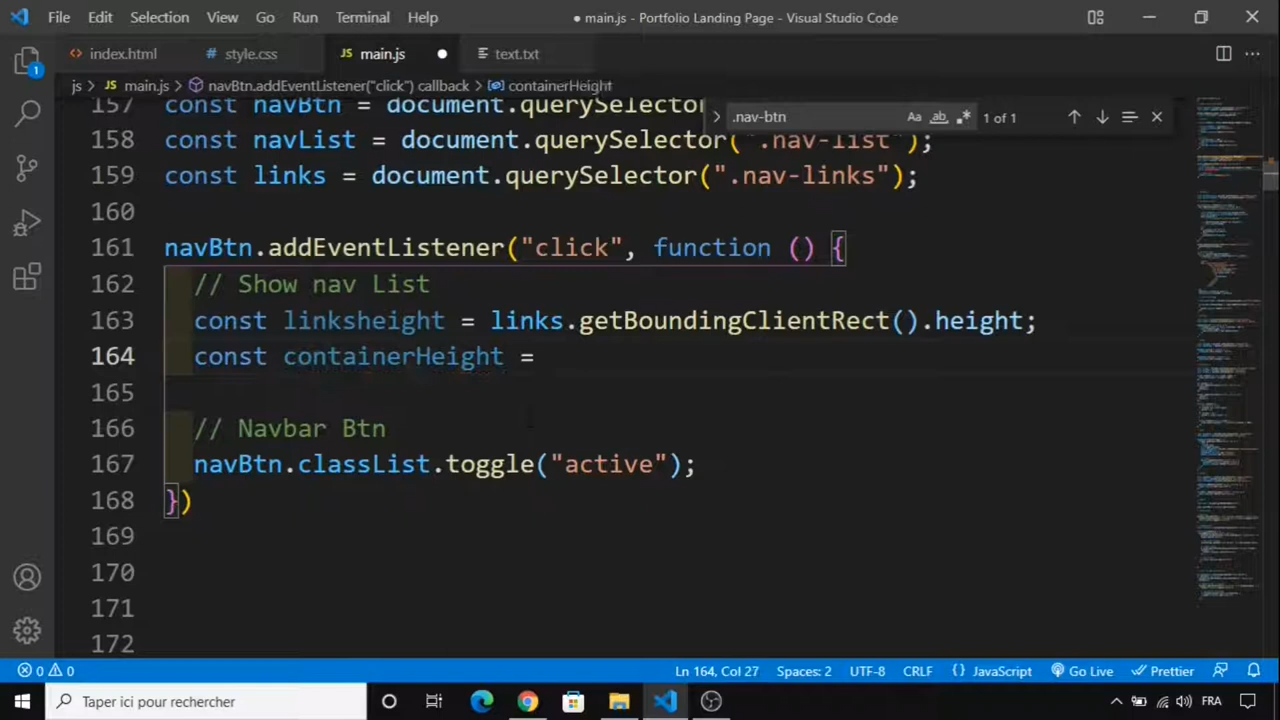 File Edit Selection View Go Run Terminal Help
● main.js - Portfolio Landing Page - Visual Studio Code
index.html
# style.css
JS main.js ●
text.txt
js > JS main.js > navBtn.addEventListener("click") callback > containerHeight
.nav-btn Aa ab .* 1 of 1
157 const navBtn = document.querySelector
158 const navList = document.querySelector(".nav-list");
159 const links = document.querySelector(".nav-links");
160
161 navBtn.addEventListener("click", function () {
162 // Show nav List
163 const linksheight = links.getBoundingClientRect().height;
164 const containerHeight =
165
166 // Navbar Btn
167 navBtn.classList.toggle("active");
168 })
169
170
171
172
1
0 0
Ln 164, Col 27 Spaces: 2 UTF-8 CRLF {} JavaScript Go Live Prettier
Taper ici pour rechercher
FRA